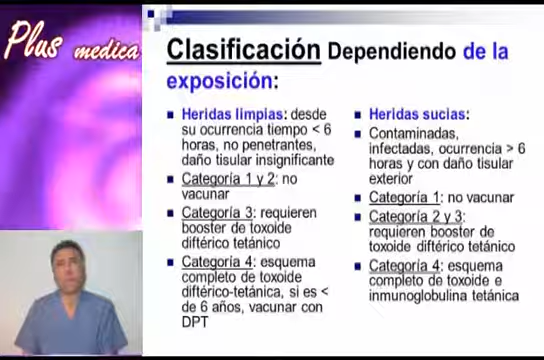 Plus medica
Clasificación Dependiendo de la
exposición:
Heridas limpias: desde
su ocurrencia tiempo < 6
horas, no penetrantes,
daño tisular insignificante
Categoría 1 y 2: no
vacunar
Categoría 3: requieren
booster de toxoide
diftérico tetánico
Categoría 4: esquema
completo de toxoide
diftérico-tetánica, si es <
de 6 años, vacunar con
DPT
Heridas sucias:
Contaminadas,
infectadas, ocurrencia > 6
horas y con daño tisular
exterior
Categoría 1: no vacunar
Categoría 2 y 3:
requieren booster de
toxoide diftérico tetánico
Categoría 4: esquema
completo de toxoide e
inmunoglobulina tetánica